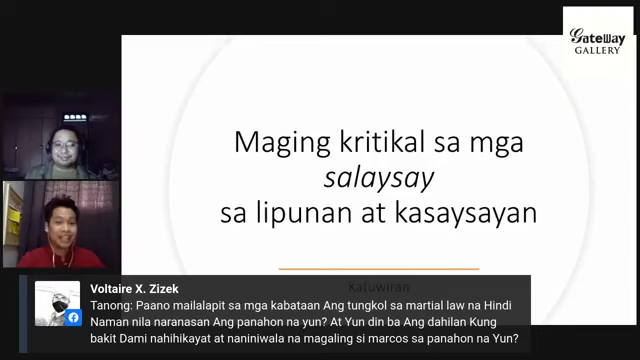 Gateway
GALLERY
Maging kritikal sa mga
salaysay
sa lipunan at kasaysayan
Katuwiran
Voltaire X. Zizek
Tanong: Paano mailalapit sa mga kabataan Ang tungkol sa martial law na Hindi
Naman nila naranasan Ang panahon na yun? At Yun din ba Ang dahilan Kung
bakit Dami nahihikayat at naniniwala na magaling si marcos sa panahon na Yun?